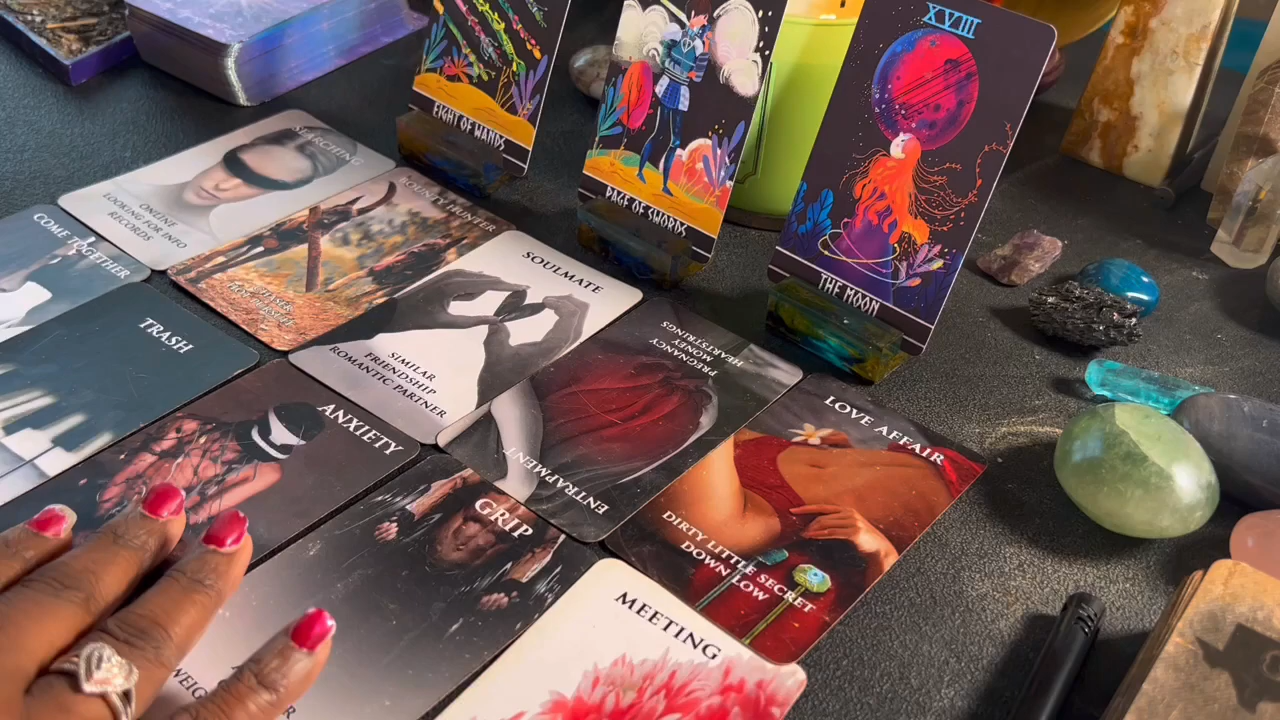 EIGHT OF WANDS
PAGE OF SWORDS
XVIII
THE MOON
SEARCHING
ONLINE
LOOKING FOR INFO
RECORDS
BOUNTY HUNTER
COME TOGETHER
SOULMATE
SIMILAR
FRIENDSHIP
ROMANTIC PARTNER
TRASH
ENTRAPMENT
PREGNANCY
MONEY
HEARTSTRINGS
ANXIETY
LOVE AFFAIR
DIRTY LITTLE SECRET
DOWN LOW
GRIP
MEETING